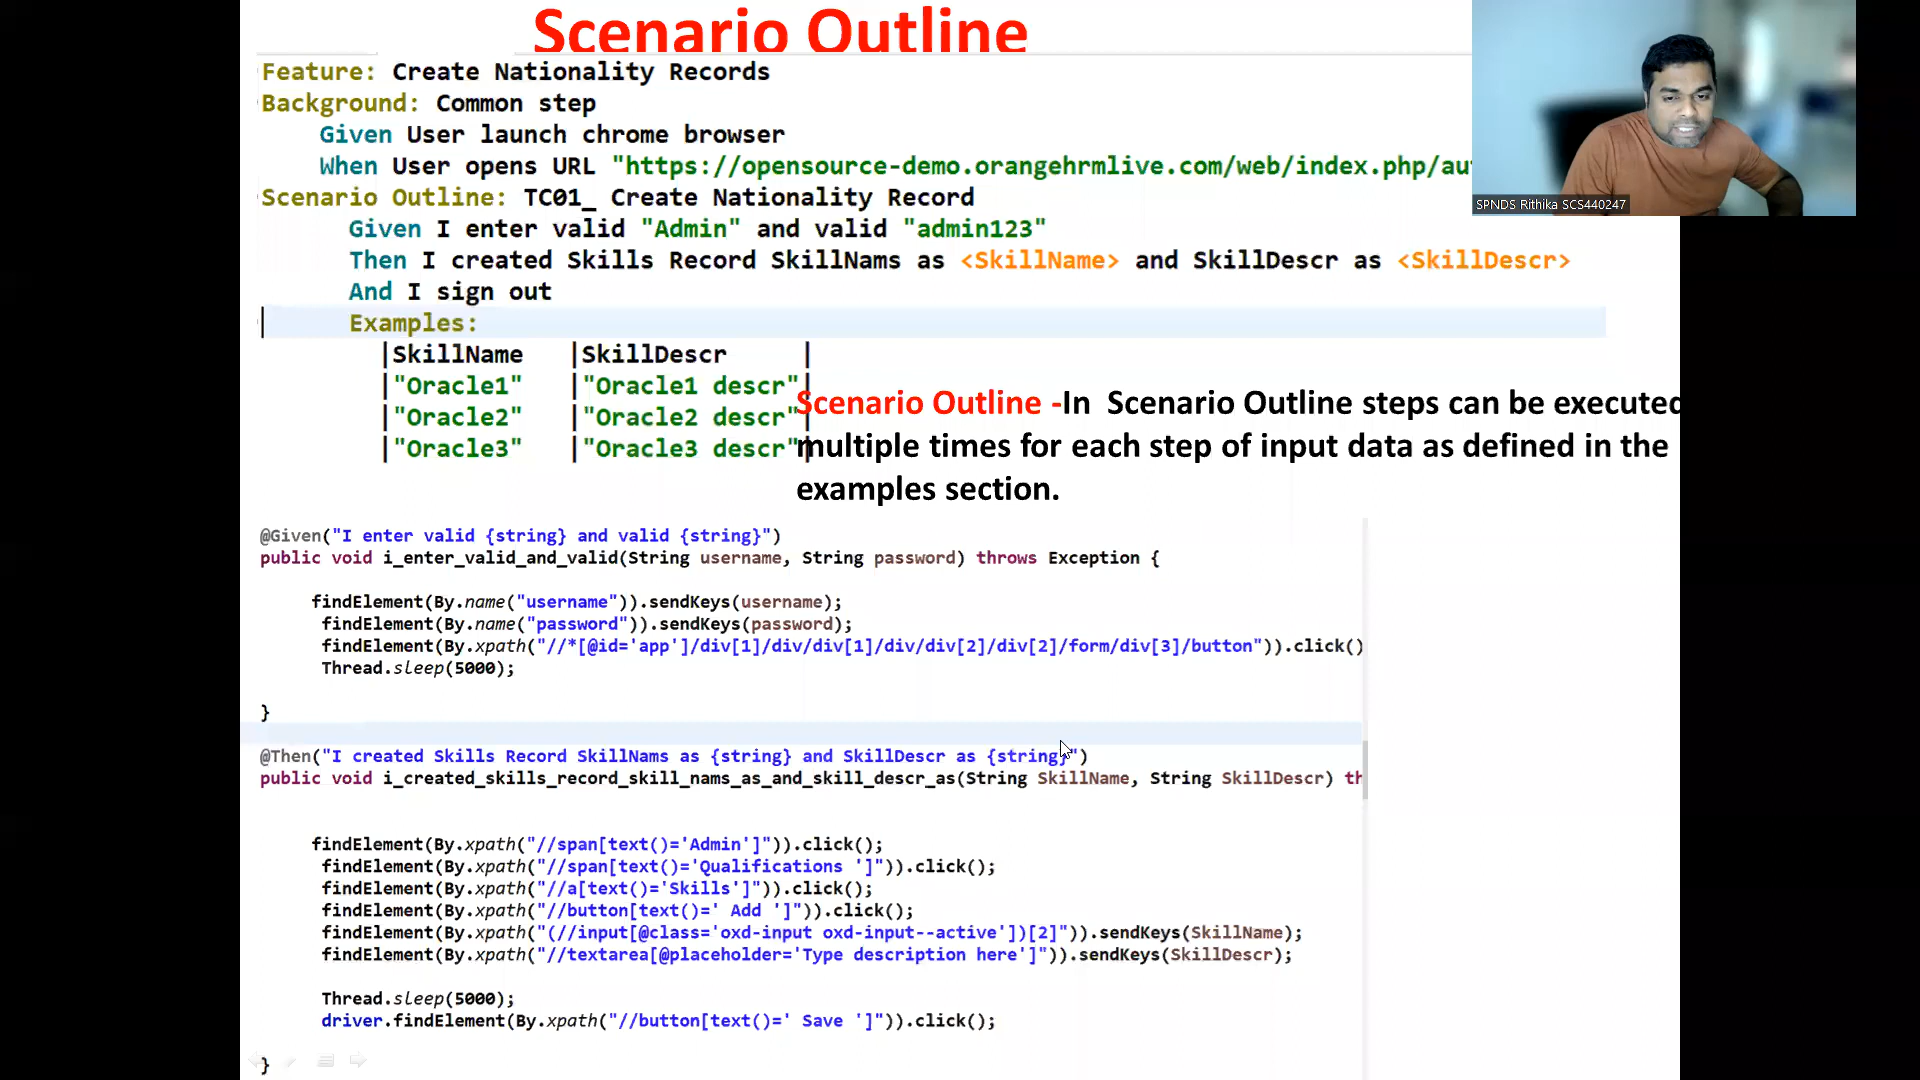 Scenario Outline
Feature: Create Nationality Records
Background: Common step
Given User launch chrome browser
When User opens URL "https://opensource-demo.orangehrmlive.com/web/index.php/au
Scenario Outline: TC01_ Create Nationality Record
Given I enter valid "Admin" and valid "admin123"
Then I created Skills Record SkillNams as <SkillName> and SkillDescr as <SkillDescr>
And I sign out
Examples:
|SkillName |SkillDescr |
|"Oracle1" |"Oracle1 descr"|
|"Oracle2" |"Oracle2 descr"|
|"Oracle3" |"Oracle3 descr"|
SPNDS Rithika SCS440247
Scenario Outline -In Scenario Outline steps can be executed
multiple times for each step of input data as defined in the
examples section.
@Given("I enter valid {string} and valid {string}")
public void i_enter_valid_and_valid(String username, String password) throws Exception {
findElement(By.name("username")).sendKeys(username);
findElement(By.name("password")).sendKeys(password);
findElement(By.xpath("//*[@id='app']/div[1]/div/div[1]/div/div[2]/div[2]/form/div[3]/button")).click()
Thread.sleep(5000);
}
@Then("I created Skills Record SkillNams as {string} and SkillDescr as {string}")
public void i_created_skills_record_skill_nams_as_and_skill_descr_as(String SkillName, String SkillDescr) th
findElement(By.xpath("//span[text()='Admin']")).click();
findElement(By.xpath("//span[text()='Qualifications ']")).click();
findElement(By.xpath("//a[text()='Skills']")).click();
findElement(By.xpath("//button[text()=' Add ']")).click();
findElement(By.xpath("(//input[@class='oxd-input oxd-input--active'])[2]")).sendKeys(SkillName);
findElement(By.xpath("//textarea[@placeholder='Type description here']")).sendKeys(SkillDescr);
Thread.sleep(5000);
driver.findElement(By.xpath("//button[text()=' Save ']")).click();
}